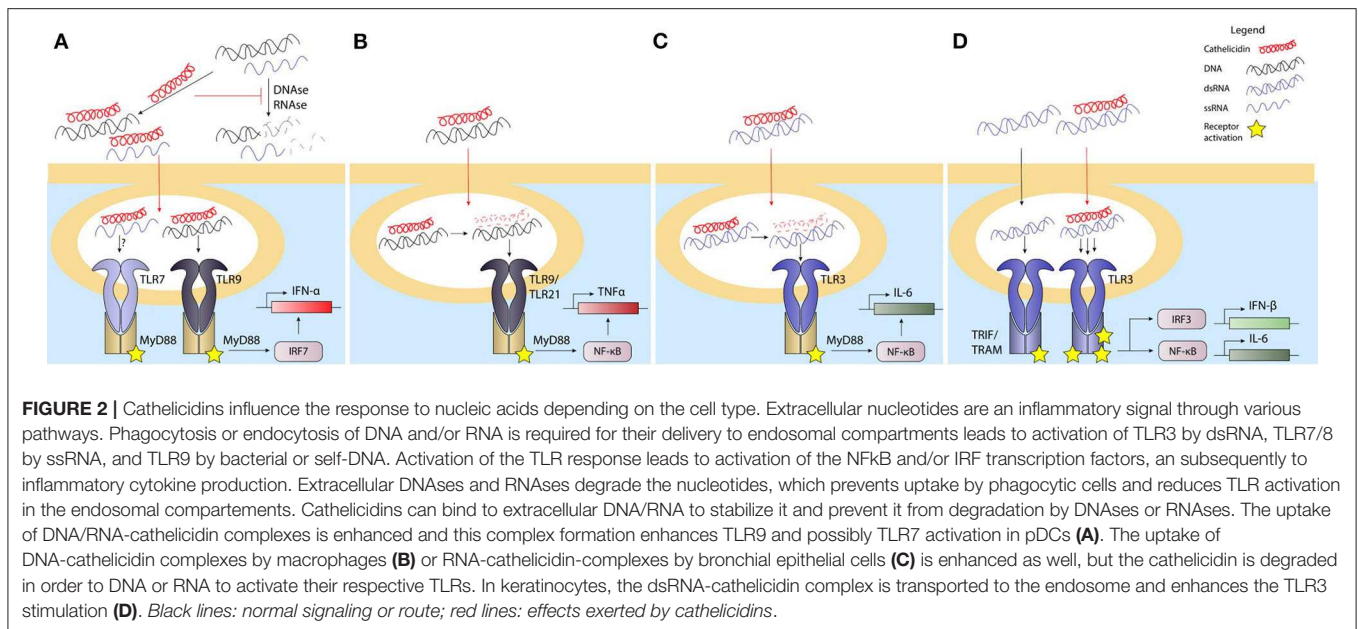 A
B
C
D
Legend
Cathelicidin
DNA
dsRNA
ssRNA
Receptor
activation
DNAse
RNAse
?
TLR7
TLR9
MyD88
MyD88
IFN-α
IRF7
TLR9/
TLR21
MyD88
TNFα
NF-κB
TLR3
MyD88
IL-6
NF-κB
TLR3
TRIF/
TRAM
IRF3
NF-κB
IFN-β
IL-6
FIGURE 2 | Cathelicidins influence the response to nucleic acids depending on the cell type. Extracellular nucleotides are an inflammatory signal through various
pathways. Phagocytosis or endocytosis of DNA and/or RNA is required for their delivery to endosomal compartments leads to activation of TLR3 by dsRNA, TLR7/8
by ssRNA, and TLR9 by bacterial or self-DNA. Activation of the TLR response leads to activation of the NFkB and/or IRF transcription factors, an subsequently to
inflammatory cytokine production. Extracellular DNAses and RNAses degrade the nucleotides, which prevents uptake by phagocytic cells and reduces TLR activation
in the endosomal compartements. Cathelicidins can bind to extracellular DNA/RNA to stabilize it and prevent it from degradation by DNAses or RNAses. The uptake
of DNA/RNA-cathelicidin complexes is enhanced and this complex formation enhances TLR9 and possibly TLR7 activation in pDCs (A). The uptake of
DNA-cathelicidin complexes by macrophages (B) or RNA-cathelicidin-complexes by bronchial epithelial cells (C) is enhanced as well, but the cathelicidin is degraded
in order to DNA or RNA to activate their respective TLRs. In keratinocytes, the dsRNA-cathelicidin complex is transported to the endosome and enhances the TLR3
stimulation (D). Black lines: normal signaling or route; red lines: effects exerted by cathelicidins.